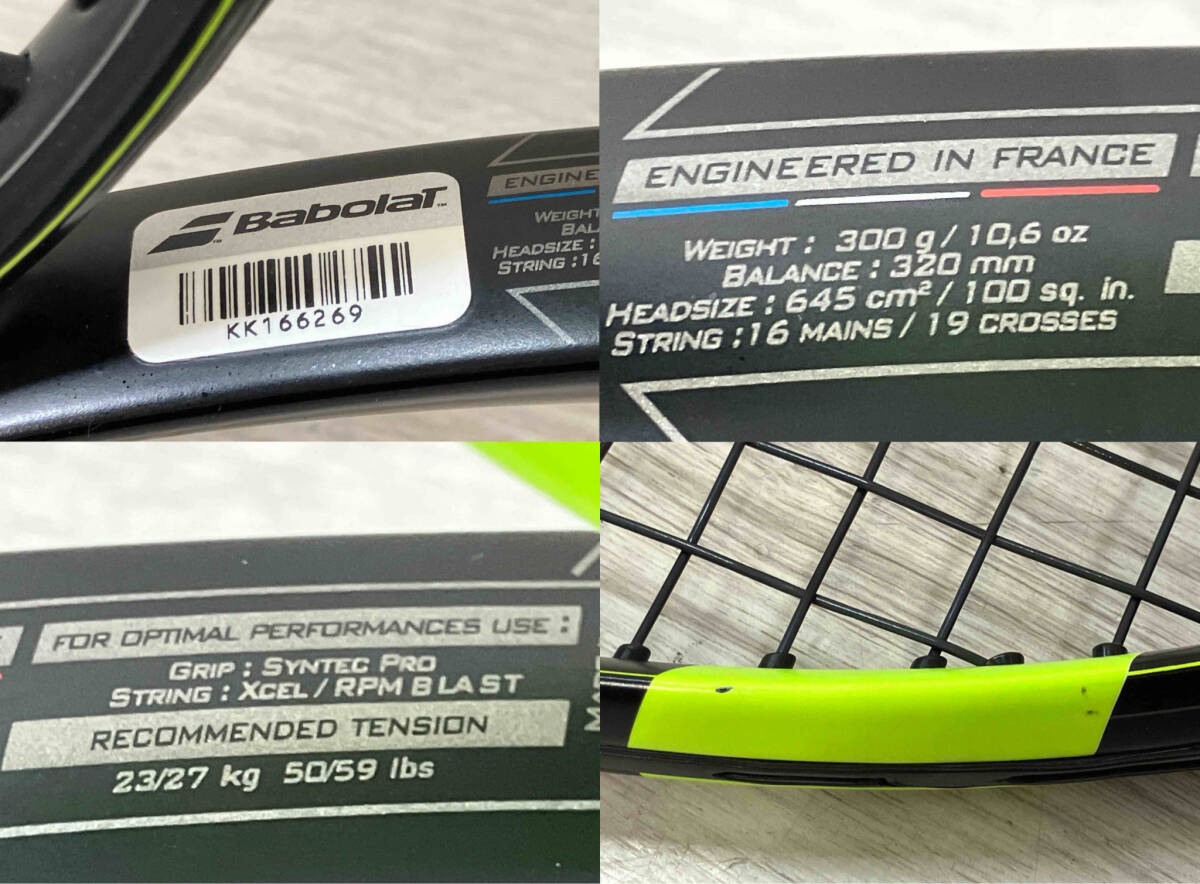 BabolaT™
KK166269
ENGINE
WEIGHT
BAL
HEADSIZE :
STRING :16
ENGINEERED IN FRANCE
WEIGHT : 300 g / 10,6 oz
BALANCE : 320 mm
HEADSIZE : 645 cm² / 100 sq. in.
STRING :16 MAINS / 19 CROSSES
FOR OPTIMAL PERFORMANCES USE :
GRIP : SYNTEC PRO
STRING : XCEL / RPM BLAST
RECOMMENDED TENSION
23/27 kg 50/59 lbs